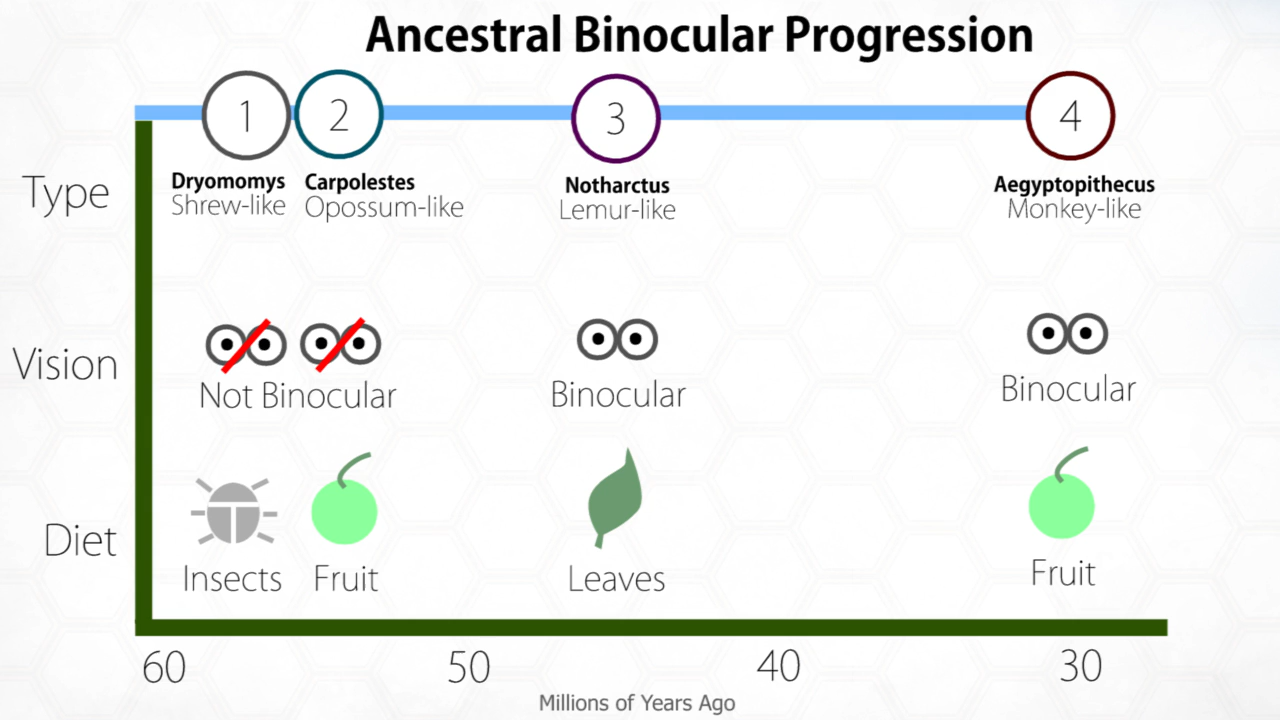 Ancestral Binocular Progression
1
2
3
4
Type
Dryomomys
Shrew-like
Carpolestes
Opossum-like
Notharctus
Lemur-like
Aegyptopithecus
Monkey-like
Vision
Not Binocular
Binocular
Binocular
Diet
Insects
Fruit
Leaves
Fruit
60
50
40
30
Millions of Years Ago